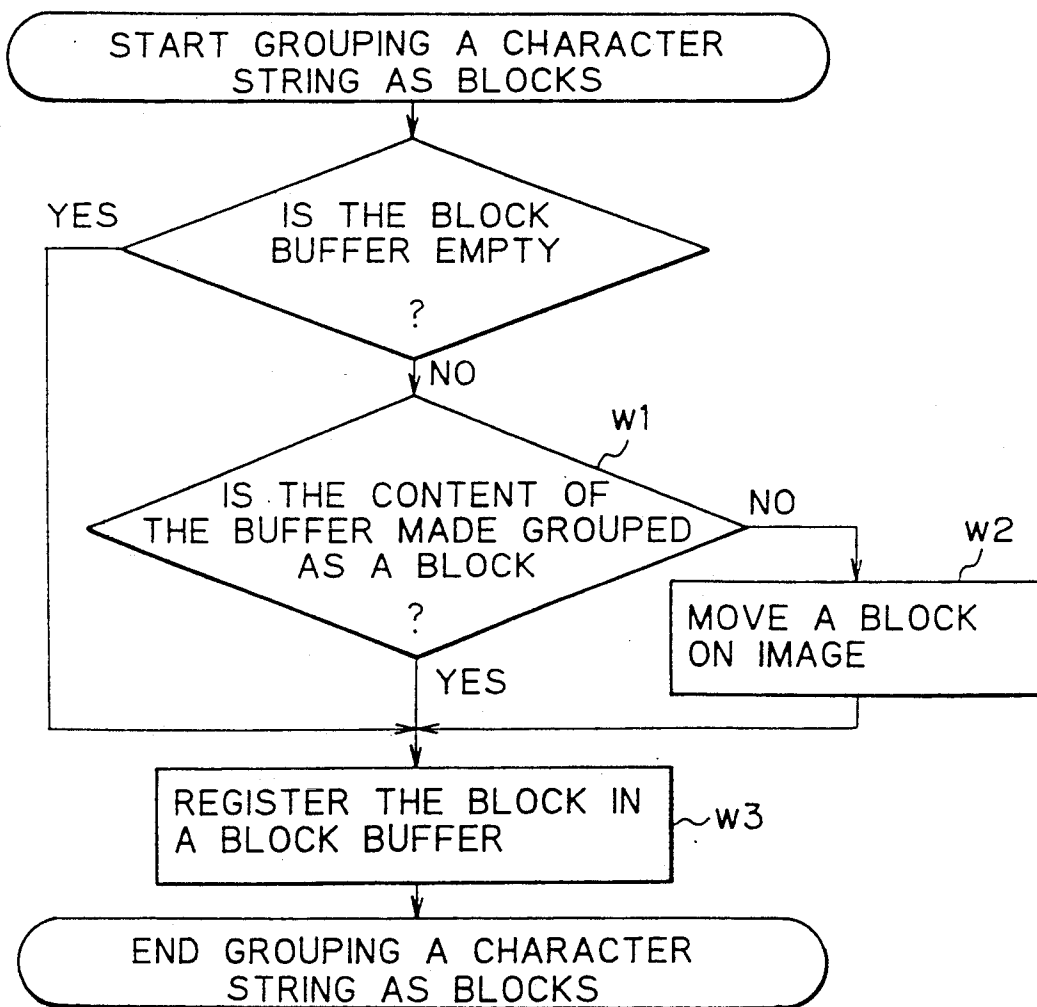 START GROUPING A CHARACTER
STRING AS BLOCKS
YES
IS THE BLOCK
BUFFER EMPTY
?
NO
W1
IS THE CONTENT OF
THE BUFFER MADE GROUPED
AS A BLOCK
?
NO
W2
MOVE A BLOCK
ON IMAGE
YES
REGISTER THE BLOCK IN
A BLOCK BUFFER
W3
END GROUPING A CHARACTER
STRING AS BLOCKS